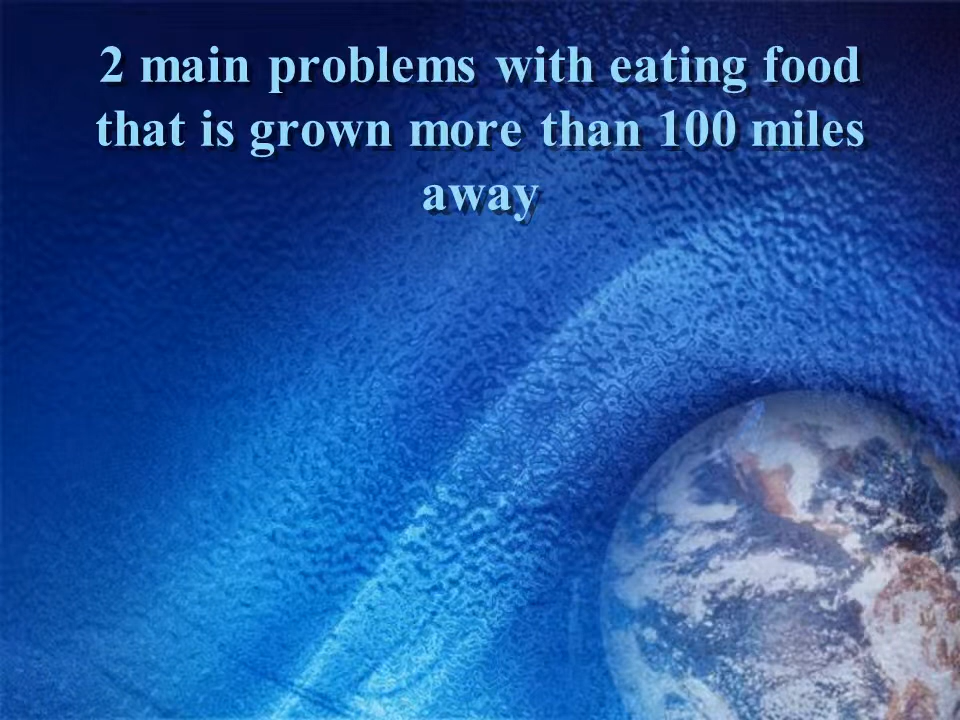 2 main problems with eating food
that is grown more than 100 miles
away